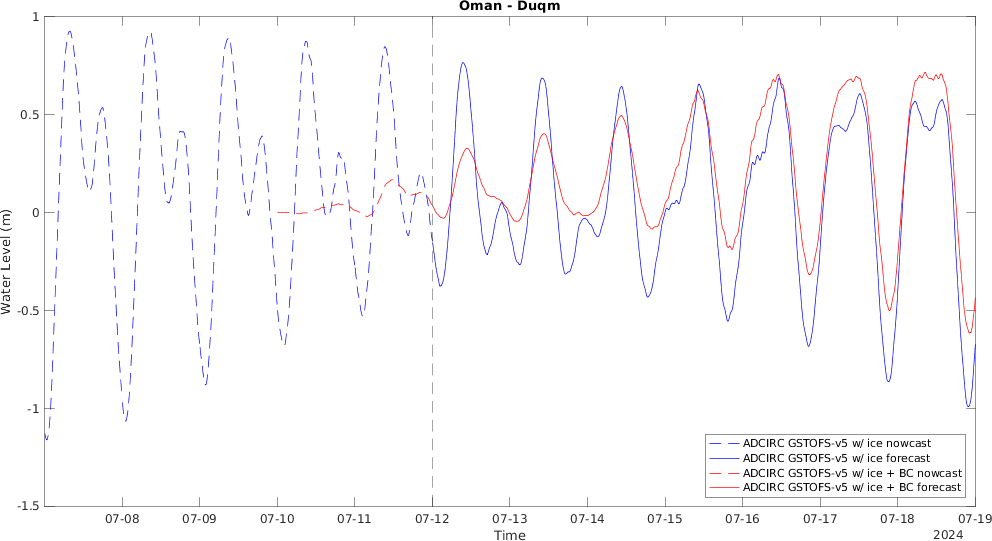 Oman - Duqm
Water Level (m)
1
0.5
0
-0.5
-1
-1.5
ADCIRC GSTOFS-v5 w/ ice nowcast
ADCIRC GSTOFS-v5 w/ ice forecast
ADCIRC GSTOFS-v5 w/ ice + BC nowcast
ADCIRC GSTOFS-v5 w/ ice + BC forecast
07-08 07-09 07-10 07-11 07-12 07-13 07-14 07-15 07-16 07-17 07-18 07-19
Time
2024